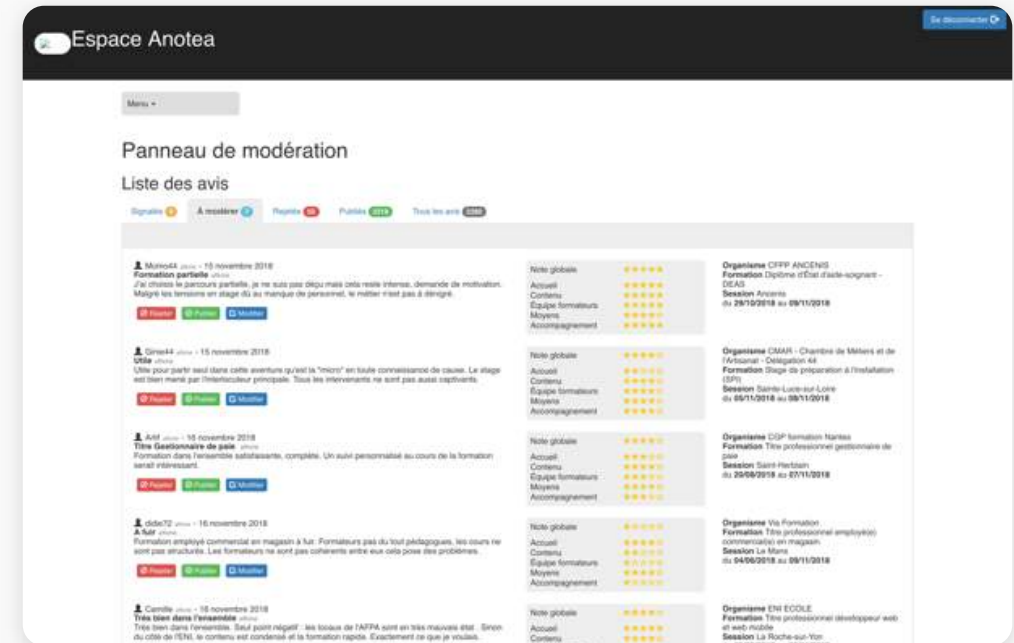 Se déconnecter
Espace Anotea
Menu
Panneau de modération
Liste des avis
Signalés
À modérer
Rejetés
Publiés
Tous les avis
Momo44 - 15 novembre 2018
Formation partielle
J'ai choisis le parcours partielle, je ne suis pas déçu mais cela reste intense, demande de motivation.
Malgré les tensions en stage dû au manque de personnel, le métier n'est pas à dénigré.
Rejeter Publier Modifier
Note globale
Accueil
Contenu
Équipe formateurs
Moyens
Accompagnement
Organisme CFPP ANCENIS
Formation Diplôme d'État d'aide-soignant -
DEAS
Session Ancenis
du 29/10/2018 au 09/11/2018
Ginie44 - 15 novembre 2018
Utile
Utile pour partir seul dans cette aventure qu'est la "micro" en toute connaissance de cause. Le stage
est bien mené par l'interlocuteur principale. Tous les intervenants ne sont pas aussi captivants.
Rejeter Publier Modifier
Note globale
Accueil
Contenu
Équipe formateurs
Moyens
Accompagnement
Organisme CMAR - Chambre de Métiers et de
l'Artisanat - Délégation 44
Formation Stage de préparation à l'installation
(SPI)
Session Sainte-Luce-sur-Loire
du 05/11/2018 au 08/11/2018
- 16 novembre 2018
Titre Gestionnaire de paie
Formation dans l'ensemble satisfaisante, complète. Un suivi personnalisé au cours de la formation
serait intéressant.
Rejeter Publier Modifier
Note globale
Accueil
Contenu
Équipe formateurs
Moyens
Accompagnement
Organisme CGP formation Nantes
Formation Titre professionnel gestionnaire de
paie
Session Saint-Herblain
du 20/08/2018 au 07/11/2018
didie72 - 16 novembre 2018
A fuir
Formation employé commercial en magasin à fuir. Formateurs pas du tout pédagogues, les cours ne
sont pas structurés. Les formateurs ne sont pas cohérents entre eux cela pose des problèmes.
Rejeter Publier Modifier
Note globale
Accueil
Contenu
Équipe formateurs
Moyens
Accompagnement
Organisme Via Formation
Formation Titre professionnel employé(e)
commercial(e) en magasin
Session Le Mans
du 04/06/2018 au 09/11/2018
Camille - 16 novembre 2018
Très bien dans l'ensemble
Très bien dans l'ensemble. Seul point négatif : les locaux de l'AFPA sont en très mauvais état. Sinon
du côté de l'ENI, le contenu est condensé et la formation rapide. Exactement ce que je voulais.
Note globale
Accueil
Contenu
Organisme ENI ECOLE
Formation Titre professionnel développeur web
et web mobile
Session La Roche-sur-Yon